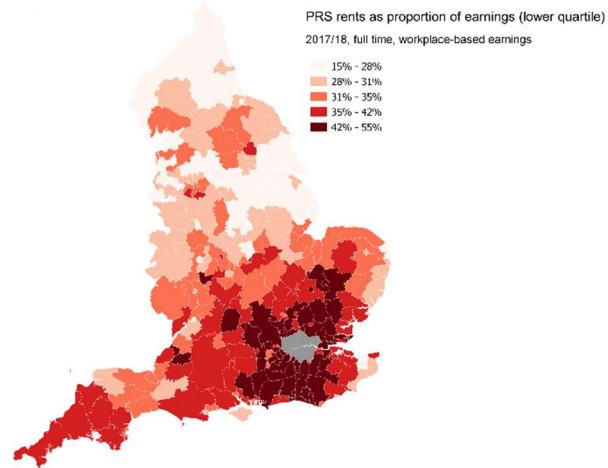 PRS rents as proportion of earnings (lower quartile)
2017/18, full time, workplace-based earnings
15% - 28%
28% - 31%
31% - 35%
35% - 42%
42% - 55%